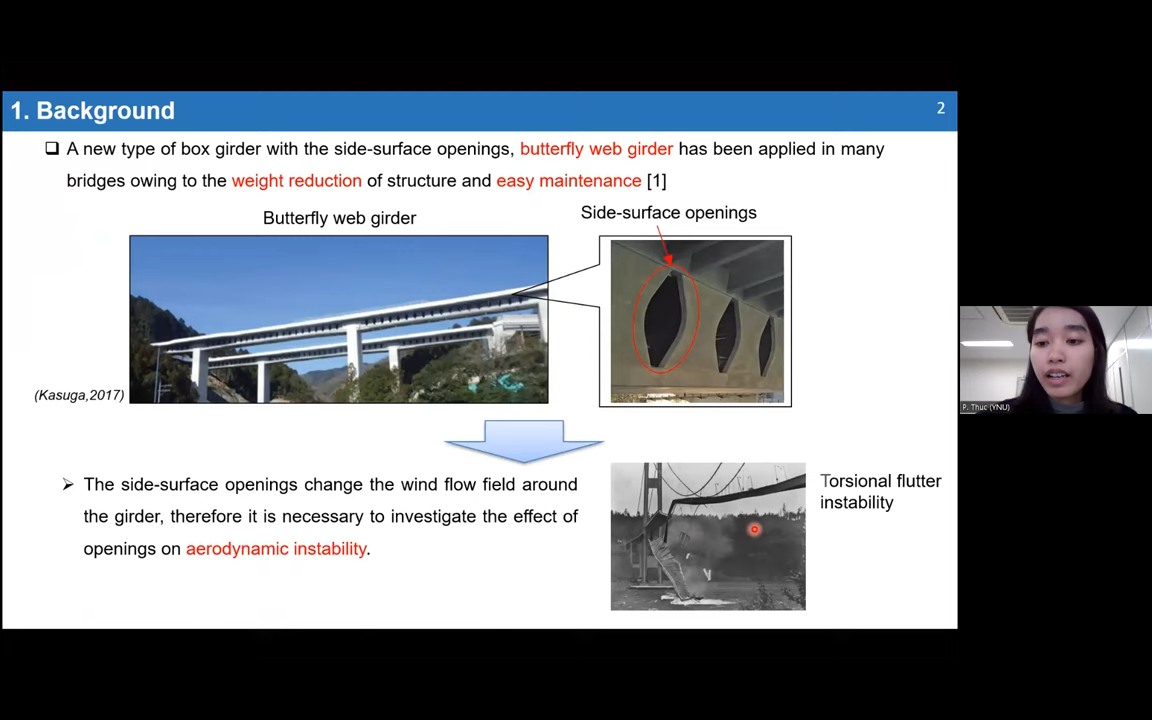 1. Background
2
❑ A new type of box girder with the side-surface openings, butterfly web girder has been applied in many
bridges owing to the weight reduction of structure and easy maintenance [1]
Butterfly web girder
Side-surface openings
(Kasuga,2017)
➢ The side-surface openings change the wind flow field around
the girder, therefore it is necessary to investigate the effect of
openings on aerodynamic instability.
Torsional flutter
instability
P. Thuc (YNU)